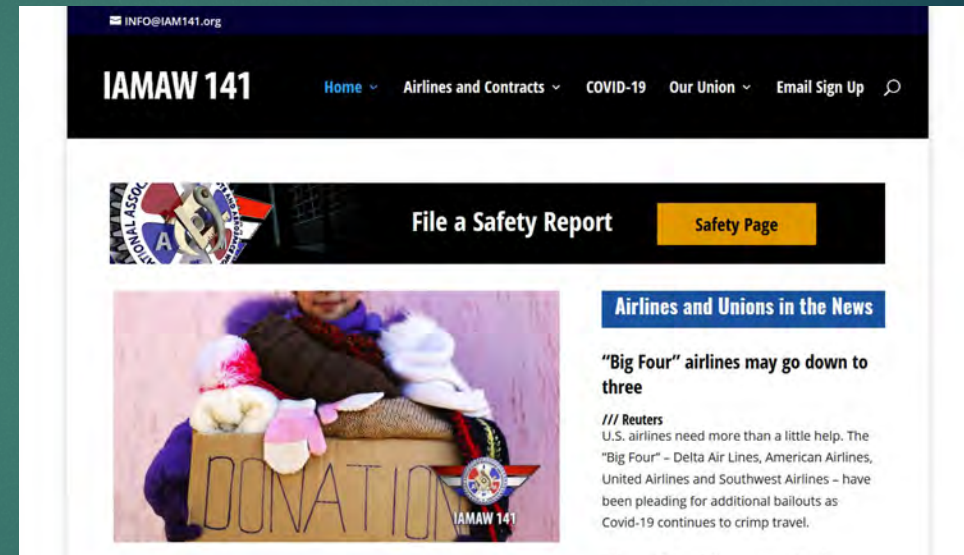 INFO@IAM141.org
IAMAW 141
Home
Airlines and Contracts
COVID-19
Our Union
Email Sign Up
NATIONAL ASSOC
File a Safety Report
Safety Page
DONATION
IAMAW 141
Airlines and Unions in the News
“Big Four” airlines may go down to
three
/// Reuters
U.S. airlines need more than a little help. The
“Big Four” – Delta Air Lines, American Airlines,
United Airlines and Southwest Airlines – have
been pleading for additional bailouts as
Covid-19 continues to crimp travel.